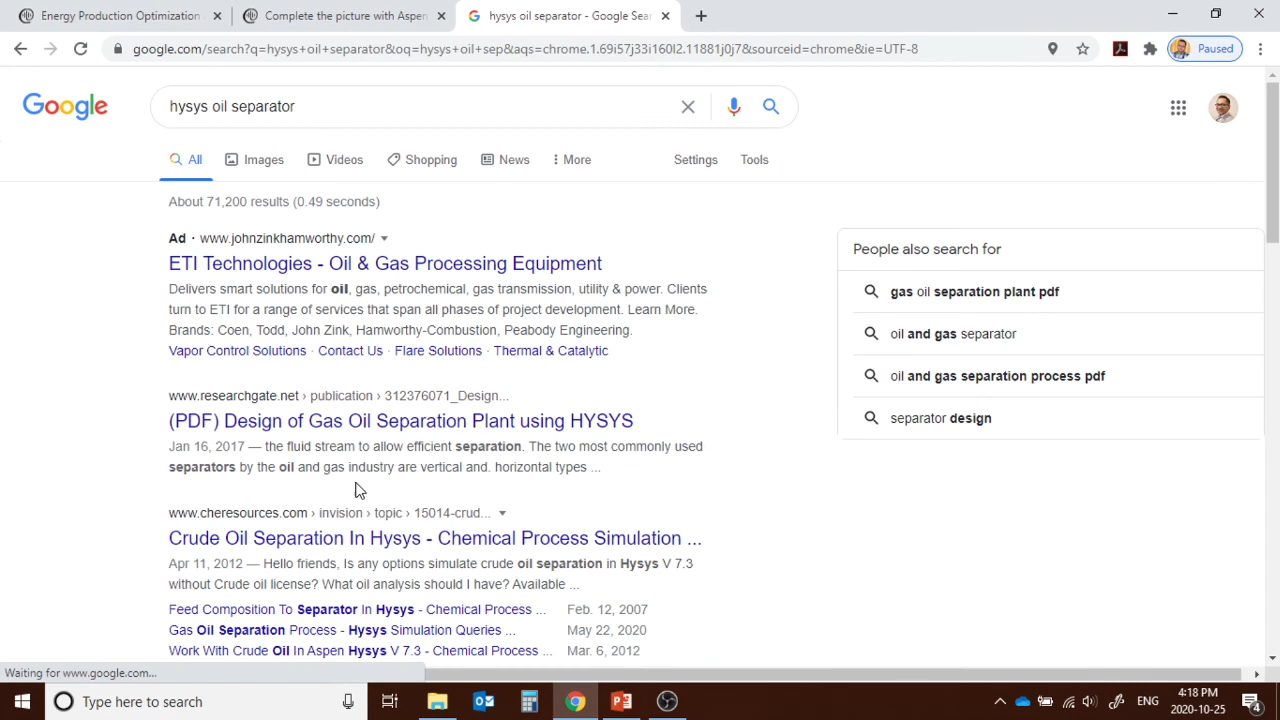 Energy Production Optimization
Complete the picture with Aspen
hysys oil separator - Google Sear
google.com/search?q=hysys+oil+separator&oq=hysys+oil+sep&aqs=chrome.1.69i57j33i160l2.11881j0j7&sourceid=chrome&ie=UTF-8
Paused
Google
hysys oil separator
All
Images
Videos
Shopping
News
More
Settings
Tools
About 71,200 results (0.49 seconds)
Ad · www.johnzinkhamworthy.com/
ETI Technologies - Oil & Gas Processing Equipment
Delivers smart solutions for oil, gas, petrochemical, gas transmission, utility & power. Clients
turn to ETI for a range of services that span all phases of project development. Learn More.
Brands: Coen, Todd, John Zink, Hamworthy-Combustion, Peabody Engineering.
Vapor Control Solutions · Contact Us · Flare Solutions · Thermal & Catalytic
www.researchgate.net › publication › 312376071_Design...
(PDF) Design of Gas Oil Separation Plant using HYSYS
Jan 16, 2017 — the fluid stream to allow efficient separation. The two most commonly used
separators by the oil and gas industry are vertical and. horizontal types ...
www.cheresources.com › invision › topic › 15014-crud...
Crude Oil Separation In Hysys - Chemical Process Simulation ...
Apr 11, 2012 — Hello friends, Is any options simulate crude oil separation in Hysys V 7.3
without Crude oil license? What oil analysis should I have? Available ...
Feed Composition To Separator In Hysys - Chemical Process ... Feb. 12, 2007
Gas Oil Separation Process - Hysys Simulation Queries ... May 22, 2020
Work With Crude Oil In Aspen Hysys V 7.3 - Chemical Process ... Mar. 6, 2012
People also search for
gas oil separation plant pdf
oil and gas separator
oil and gas separation process pdf
separator design
Waiting for www.google.com...
Type here to search
ENG
4:18 PM
2020-10-25
4